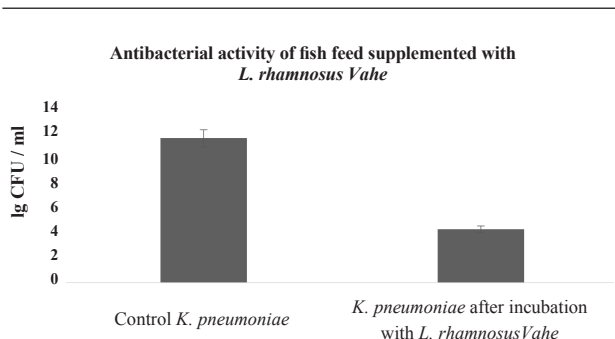 Antibacterial activity of fish feed supplemented with
L. rhamnosus Vahe
lg CFU / ml
14
12
10
8
6
4
2
0
Control K. pneumoniae
K. pneumoniae after incubation
with L. rhamnosusVahe